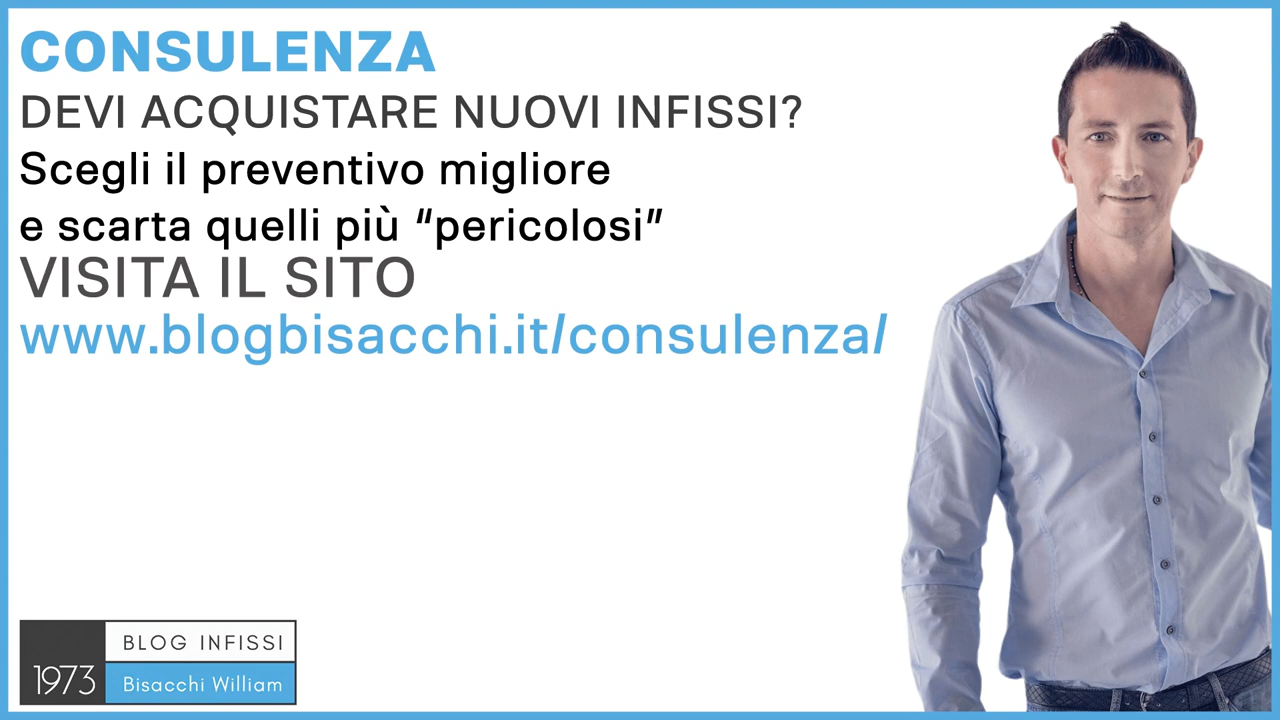 CONSULENZA
DEVI ACQUISTARE NUOVI INFISSI?
Scegli il preventivo migliore
e scarta quelli più “pericolosi”
VISITA IL SITO
www.blogbisacchi.it/consulenza/
1973
BLOG INFISSI
Bisacchi William